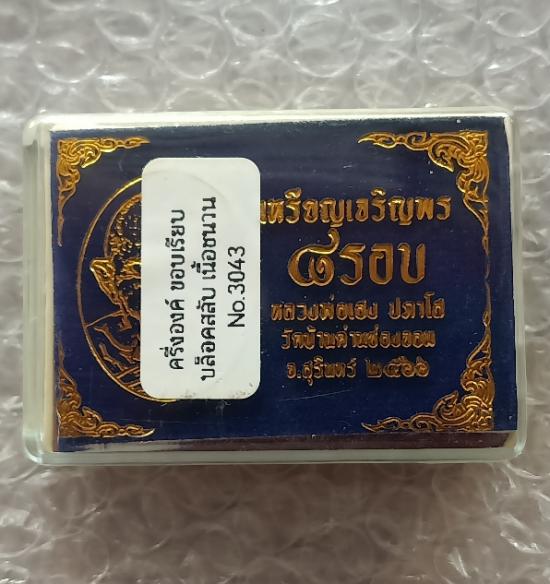 เหรียญเจริญพร
๘รอบ
หลวงพ่อเฮง ปภาโส
วัดบ้านด่านช่องจอม
จ.สุรินทร์ ๒๕๖๖
ครึ่งองค์ ขอบเรียบ
บล็อคสลับ เนื้อชนวน
No.3043